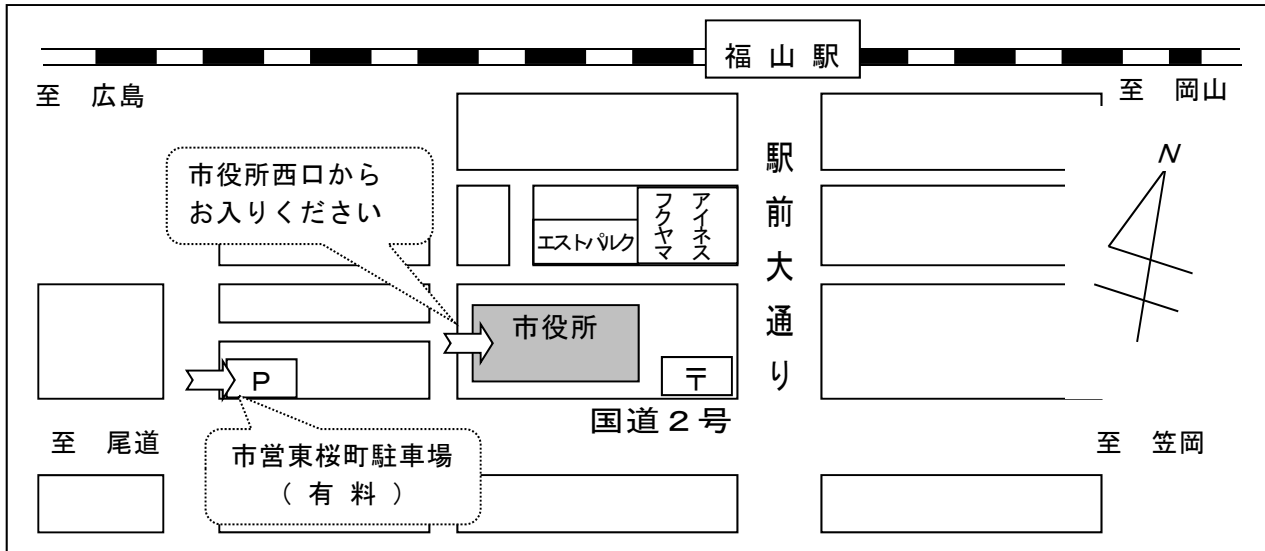 福山駅
至 広島
至 岡山
N
市役所西口から
お入りください
駅前大通り
アイネス
フクヤマ
エストパルク
市役所
〒
P
国道２号
至 尾道
至 笠岡
市営東桜町駐車場
（有料）